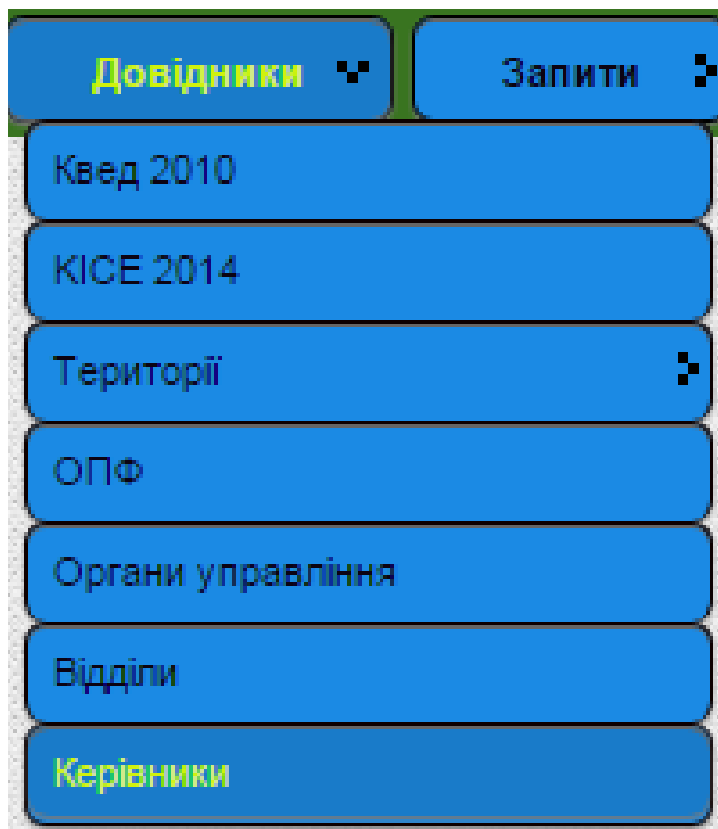 Довідники Запити
Квед 2010
КІСЕ 2014
Території
ОПФ
Органи управління
Відділи
Керівники